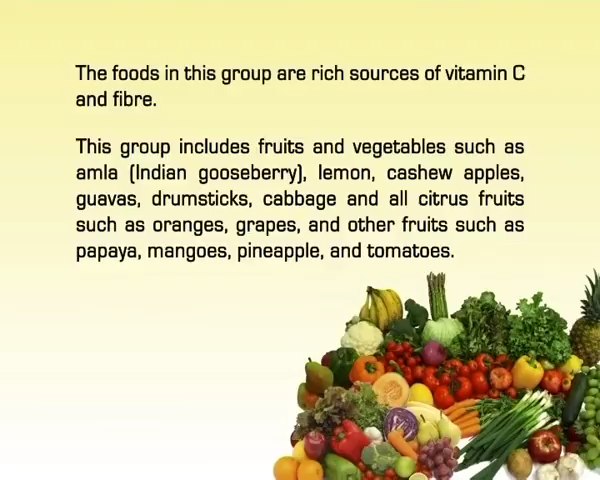 The foods in this group are rich sources of vitamin C
and fibre.
This group includes fruits and vegetables such as
amla (Indian gooseberry), lemon, cashew apples,
guavas, drumsticks, cabbage and all citrus fruits
such as oranges, grapes, and other fruits such as
papaya, mangoes, pineapple, and tomatoes.